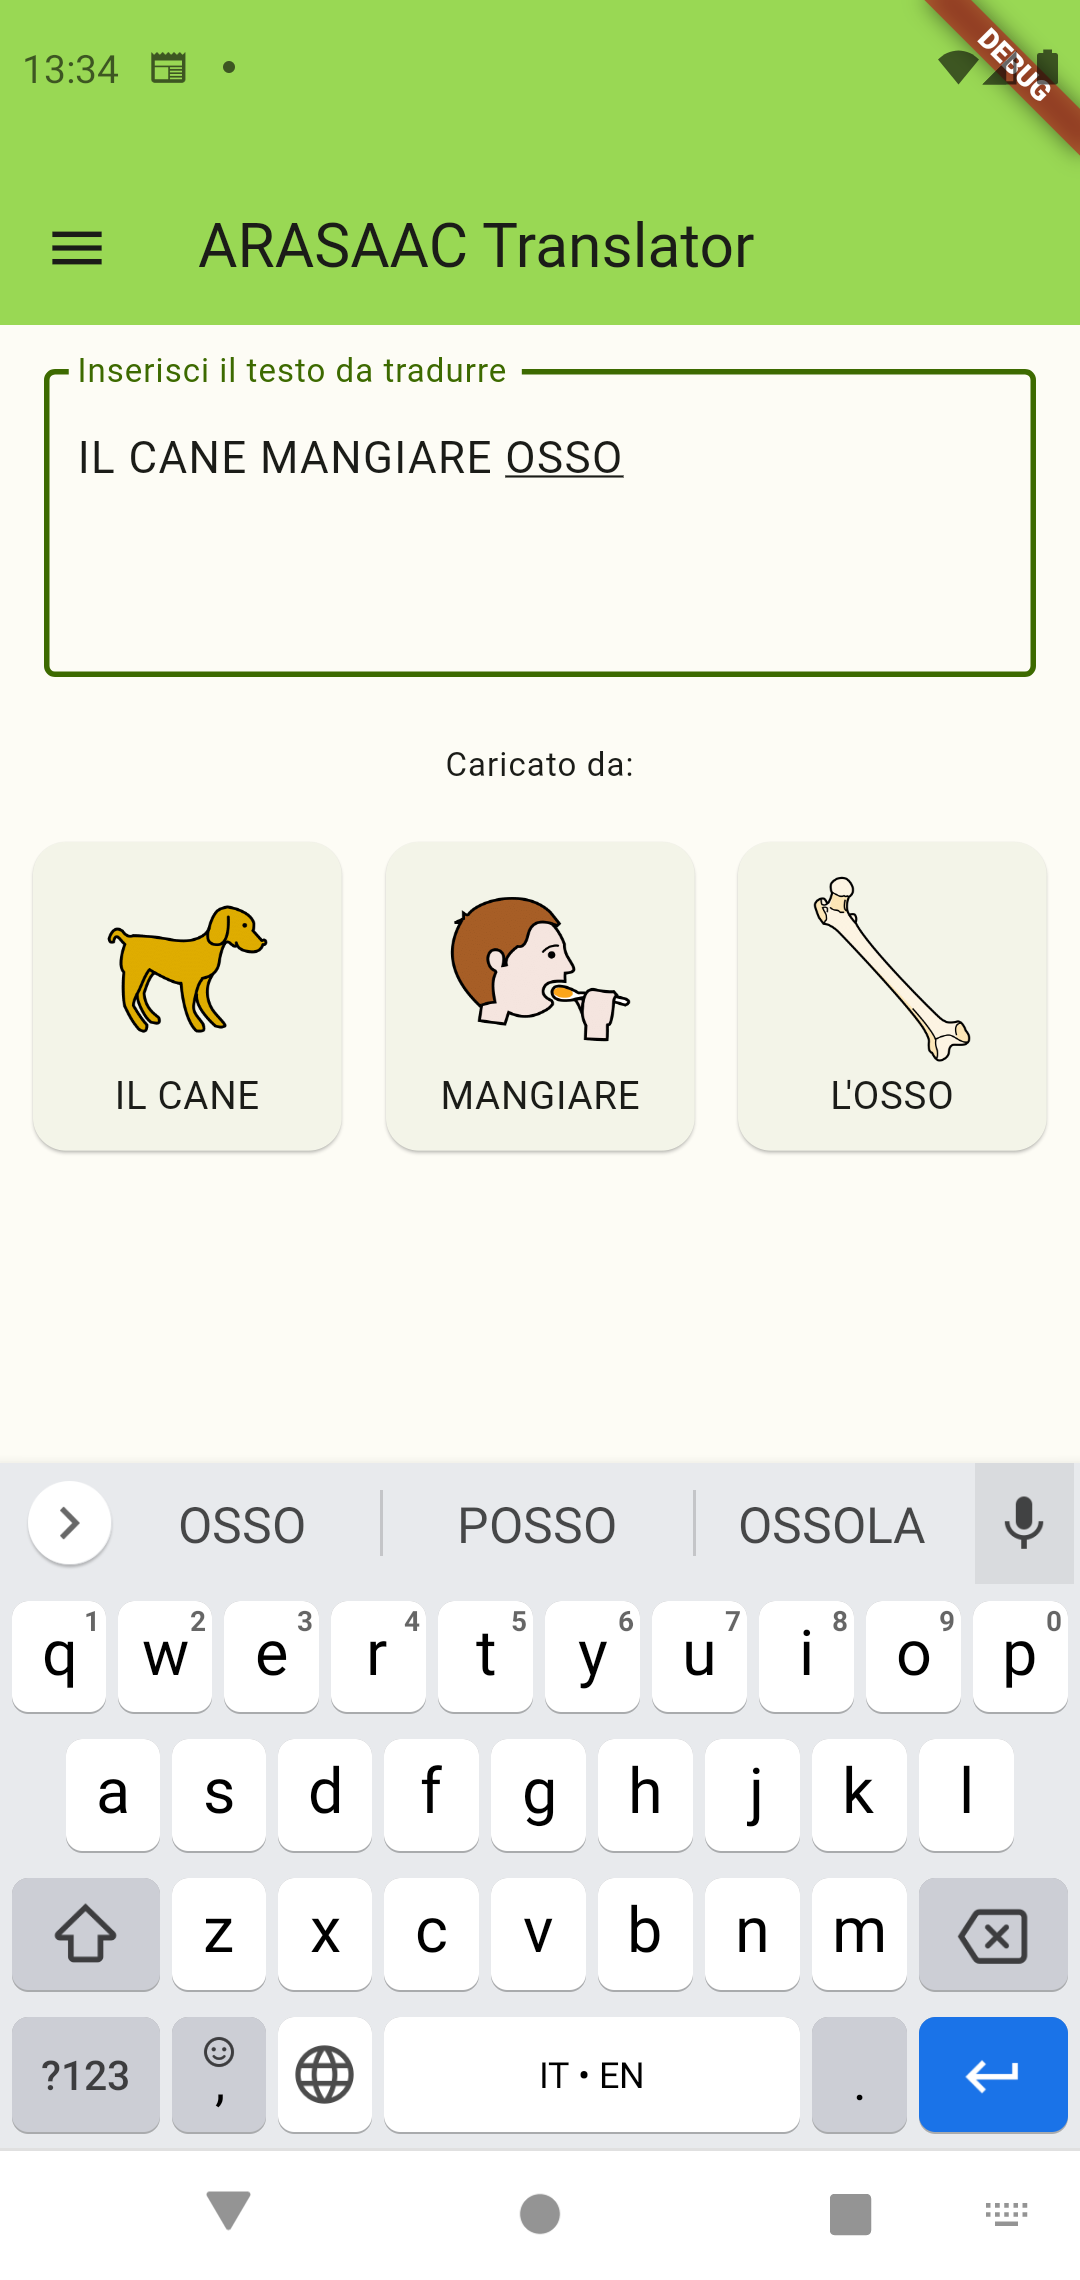 13:34
DEBUG
ARASAAC Translator
Inserisci il testo da tradurre
IL CANE MANGIARE OSSO
Caricato da:
IL CANE MANGIARE L'OSSO
OSSO POSSO OSSOLA
1 2 3 4 5 6 7 8 9 0
q w e r t y u i o p
a s d f g h j k l
z x c v b n m
?123 , IT • EN .